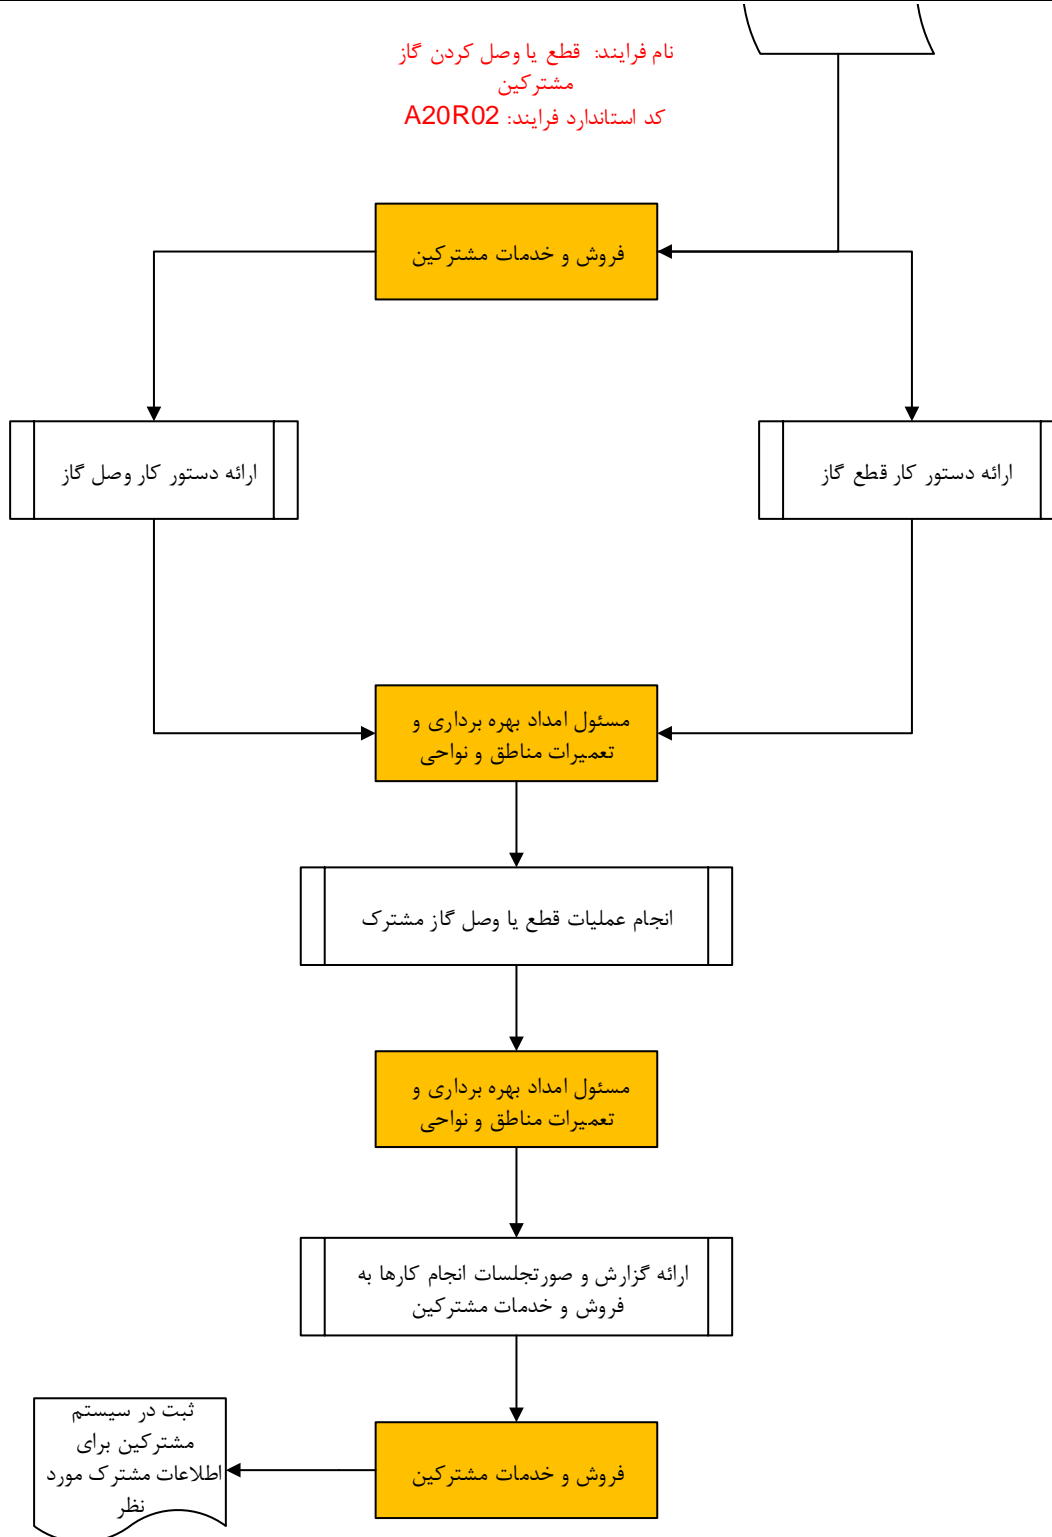 نام فرایند: قطع یا وصل کردن گاز
مشترکین
کد استاندارد فرایند: A20R02
فروش و خدمات مشترکین
ارائه دستور کار قطع گاز
ارائه دستور کار وصل گاز
مسئول امداد بهره برداری و
تعمیرات مناطق و نواحی
انجام عملیات قطع یا وصل گاز مشترک
مسئول امداد بهره برداری و
تعمیرات مناطق و نواحی
ارائه گزارش و صورتجلسات انجام کارها به
فروش و خدمات مشترکین
فروش و خدمات مشترکین
ثبت در سیستم
مشترکین برای
اطلاعات مشترک مورد
نظر